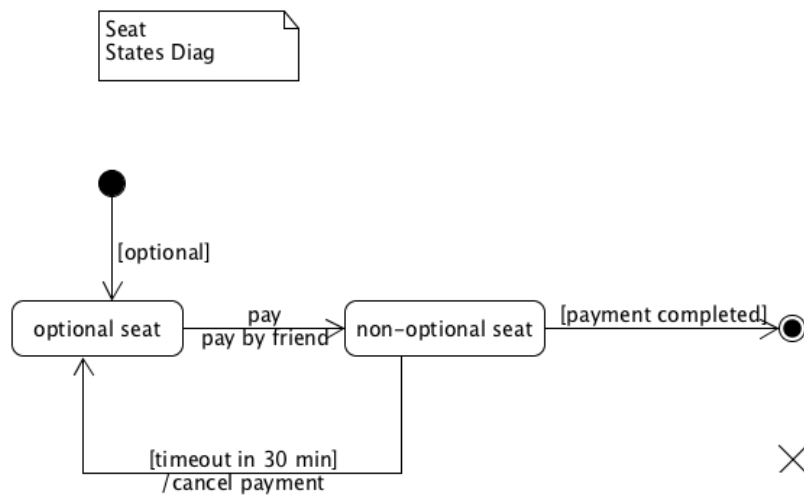 Seat
States Diag
[optional]
optional seat
pay
pay by friend
non-optional seat
[payment completed]
[timeout in 30 min]
/cancel payment